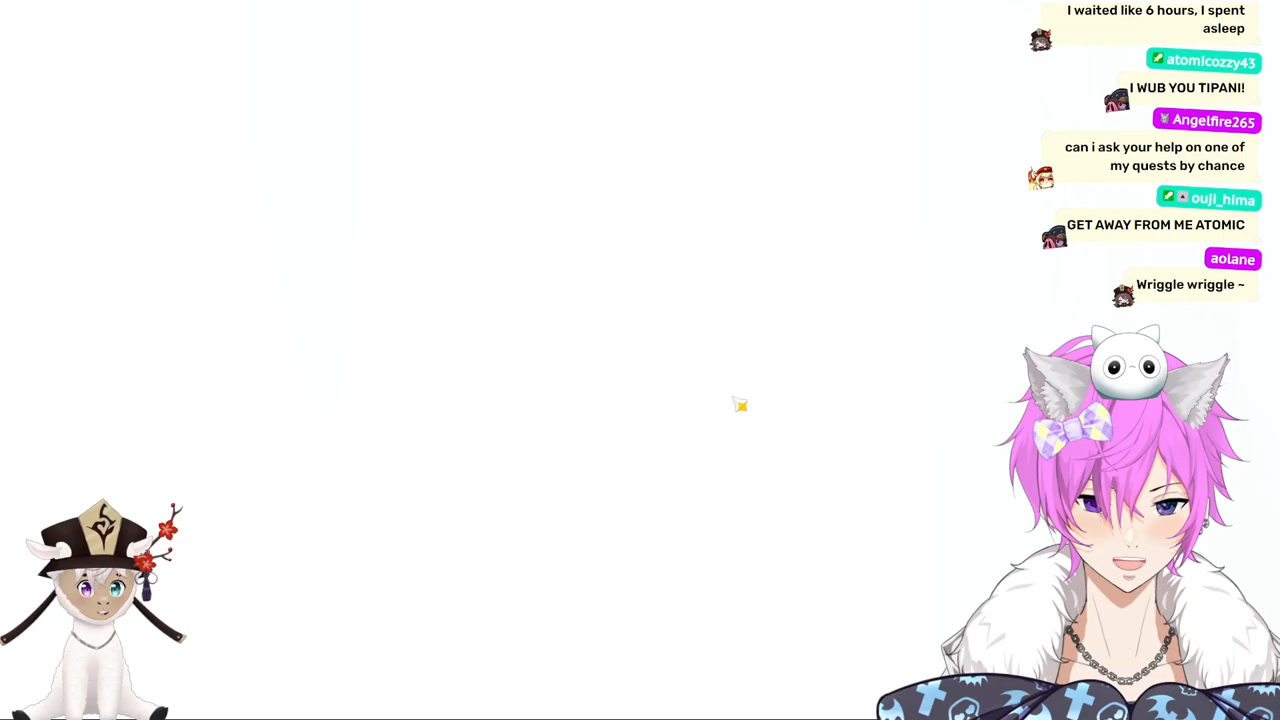 I waited like 6 hours, I spent
asleep
atomicozzy43
I WUB YOU TIPANI!
Angelfire265
can i ask your help on one of
my quests by chance
ouji_hima
GET AWAY FROM ME ATOMIC
aolane
Wriggle wriggle ~